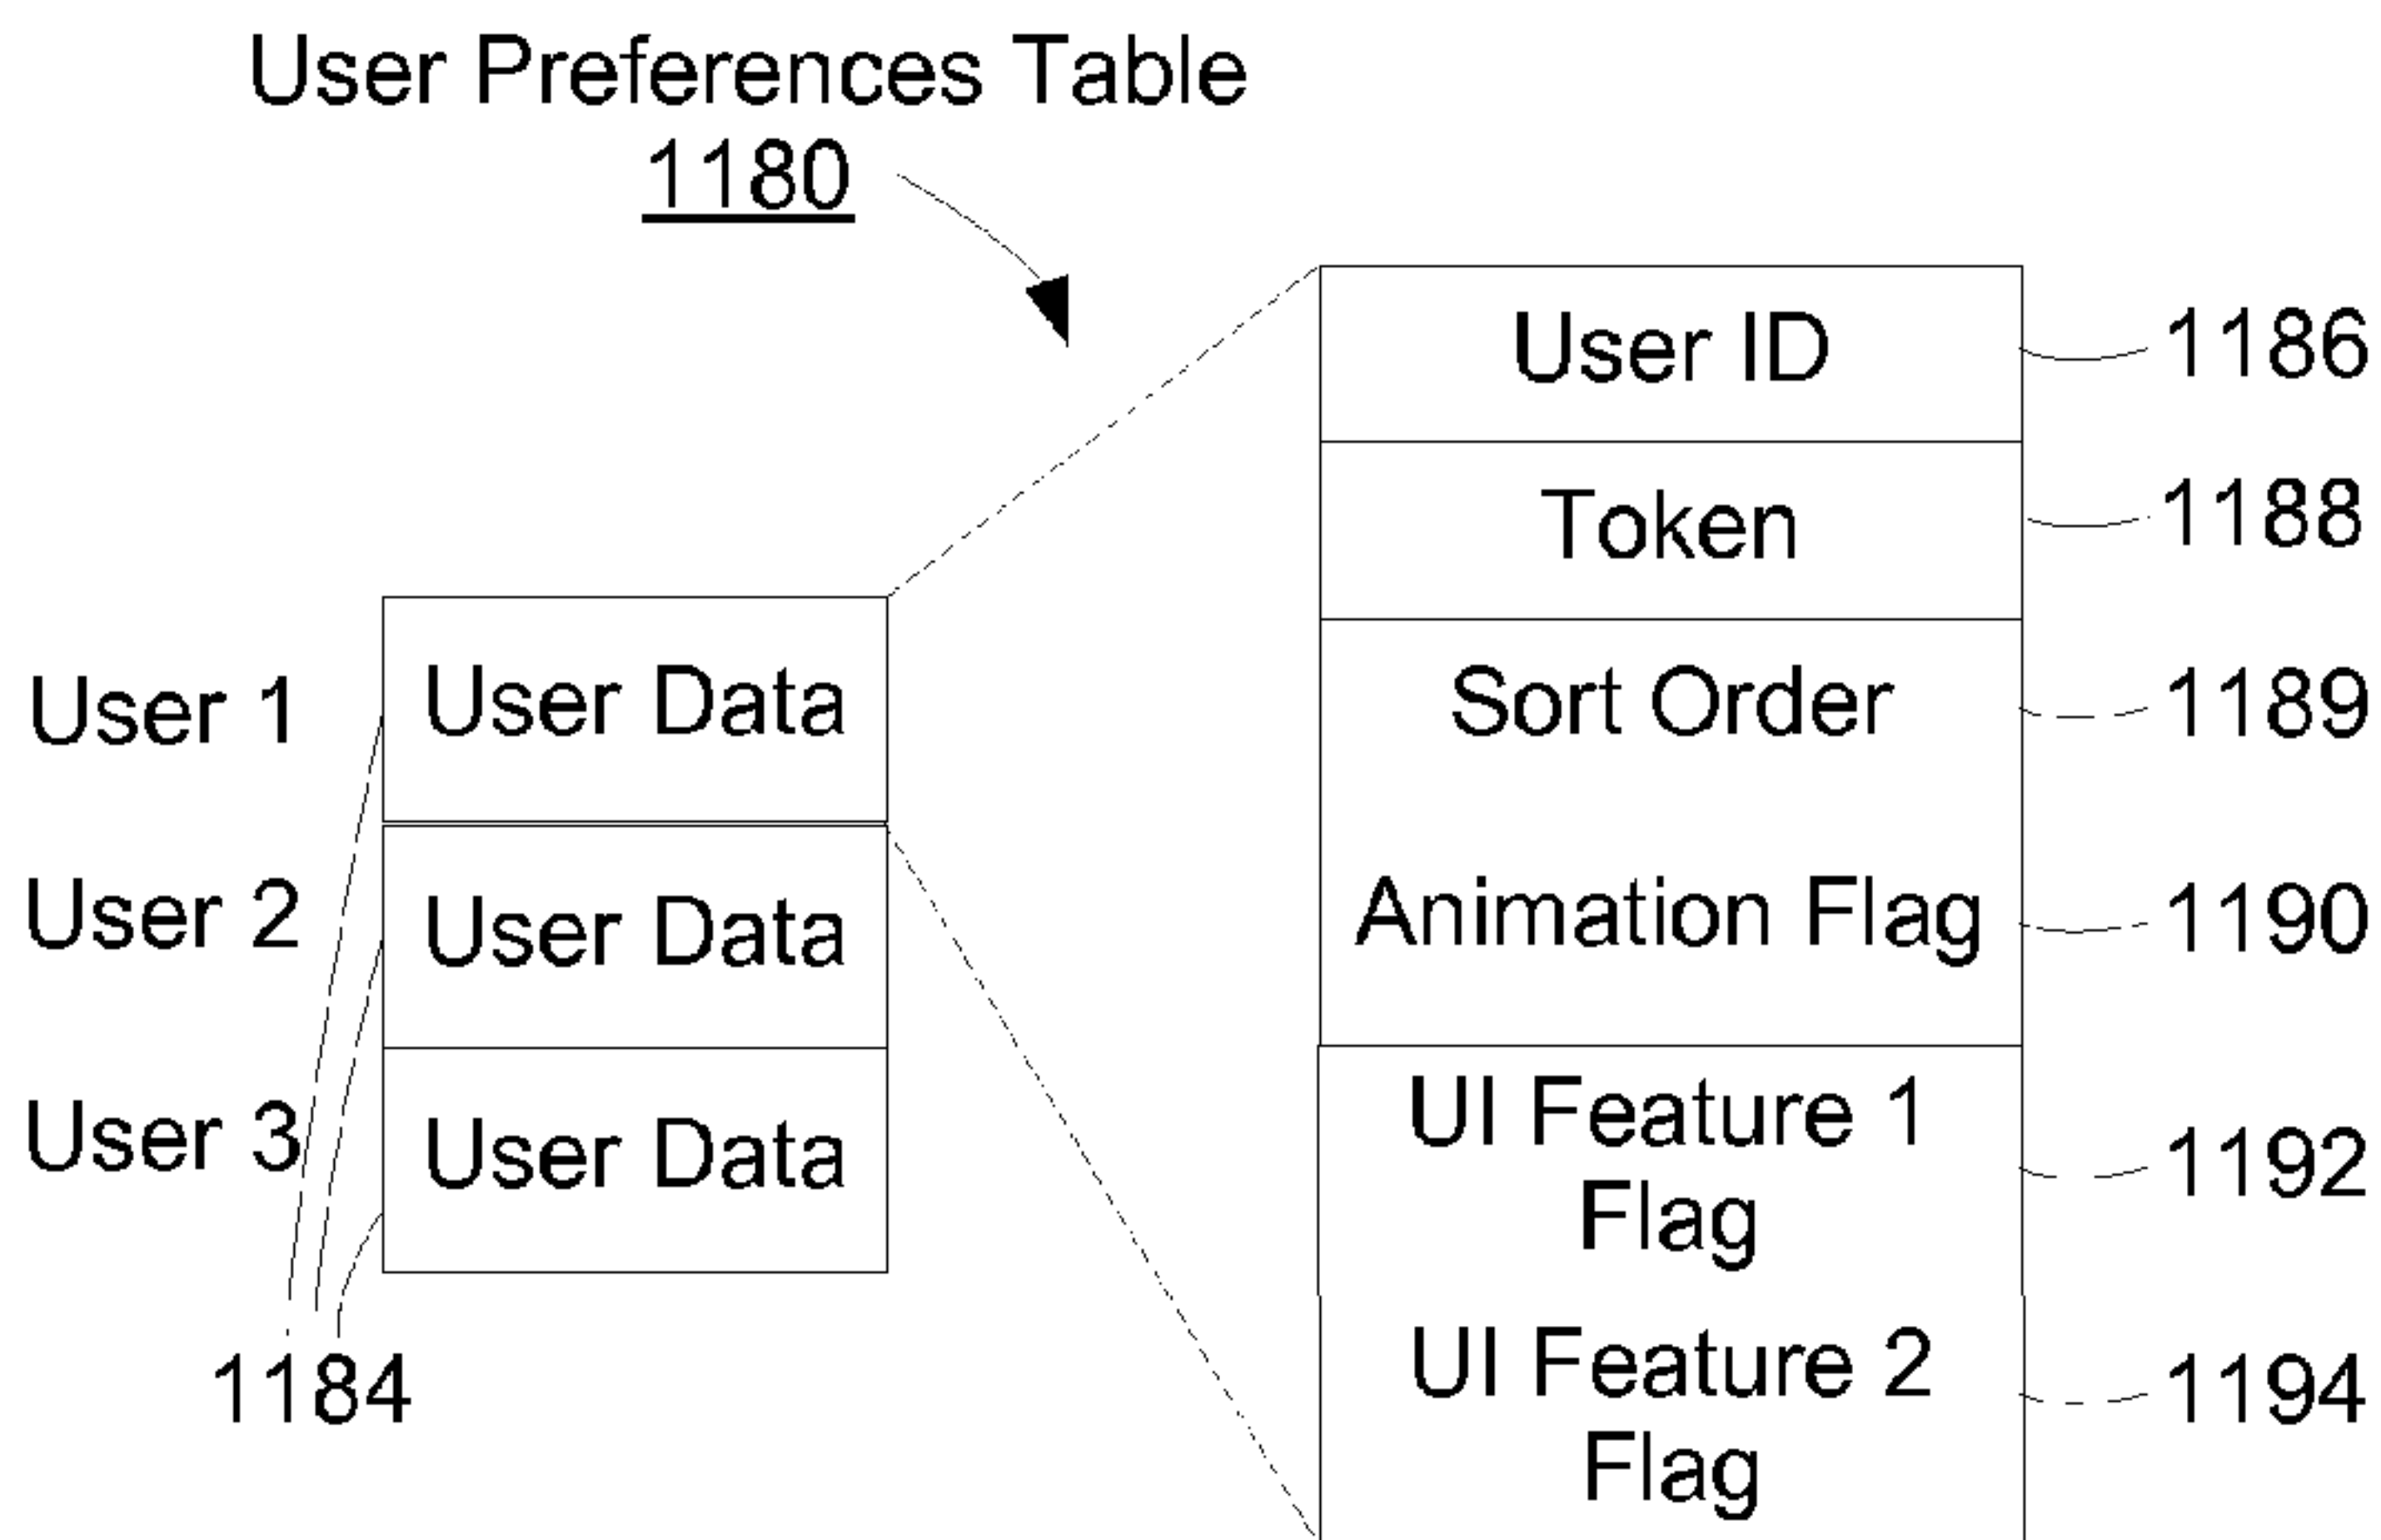 User Preferences Table
1180
User ID
1186
Token
1188
User 1
User Data
Sort Order
1189
User 2
User Data
Animation Flag
1190
User 3
User Data
UI Feature 1
Flag
1192
1184
UI Feature 2
Flag
1194